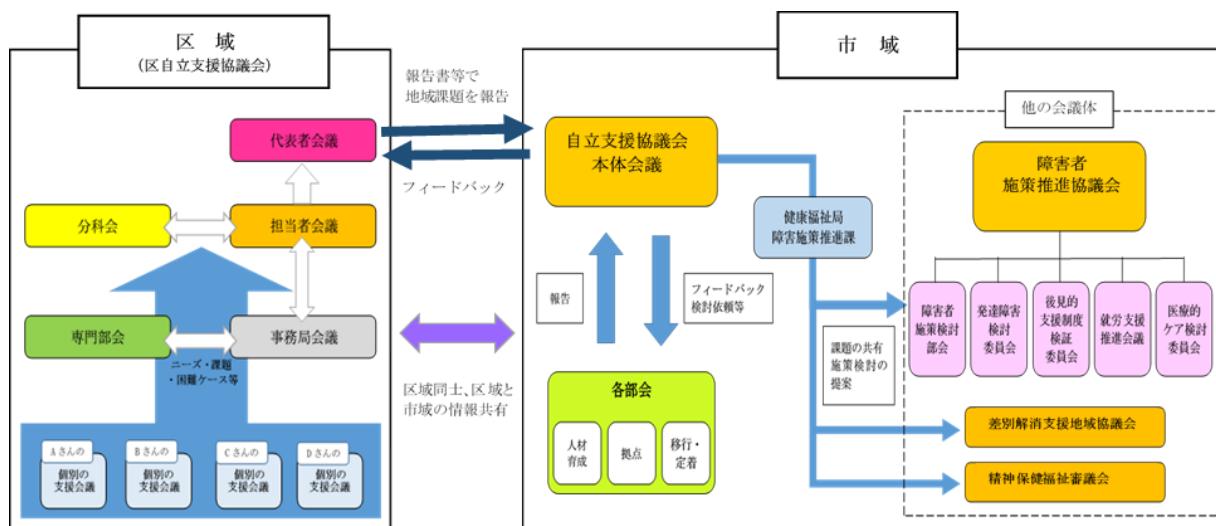 区　域
(区自立支援協議会)
代表者会議
分科会
担当者会議
専門部会
事務局会議
ニーズ・課題
・困難ケース等
Aさんの
個別の
支援会議
Bさんの
個別の
支援会議
Cさんの
個別の
支援会議
Dさんの
個別の
支援会議
報告書等で
地域課題を報告
フィードバック
区域同士、区域と
市域の情報共有
市　域
自立支援協議会
本体会議
報告
フィードバック
検討依頼等
各部会
人材
育成
拠点
移行・
定着
健康福祉局
障害施策推進課
課題の共有
施策検討の
提案
他の会議体
障害者
施策推進協議会
障害者
施策検討
部会
発達障害
検討
委員会
後見的
支援制度
検証
委員会
就労支援
推進会議
医療的
ケア検討
委員会
差別解消支援地域協議会
精神保健福祉審議会